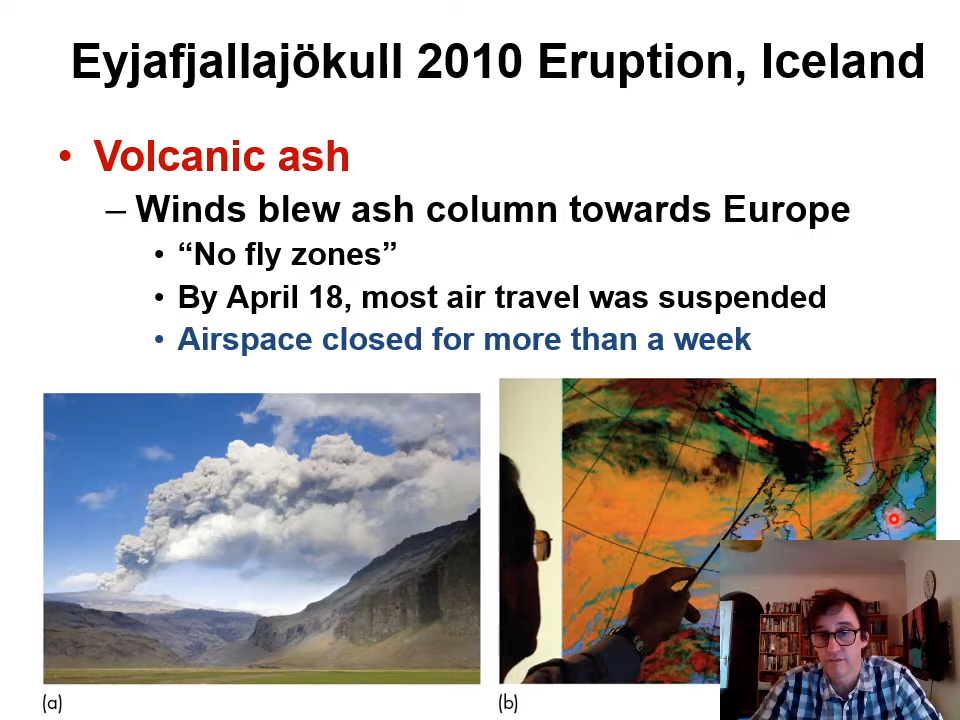 Eyjafjallajökull 2010 Eruption, Iceland
• Volcanic ash
– Winds blew ash column towards Europe
• “No fly zones”
• By April 18, most air travel was suspended
• Airspace closed for more than a week
(a)
(b)